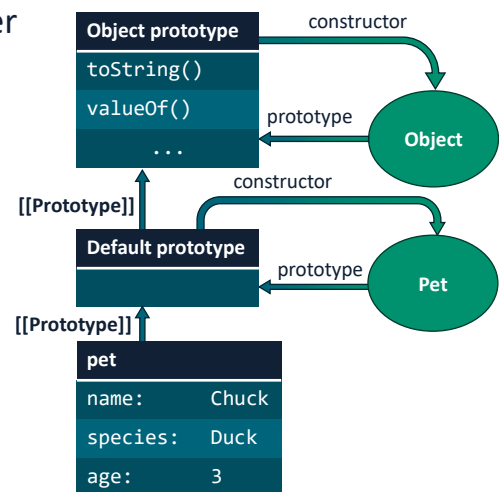 er
Object prototype
constructor
toString()
valueOf()
...
prototype
Object
[[Prototype]]
constructor
Default prototype
prototype
Pet
[[Prototype]]
pet
name: Chuck
species: Duck
age: 3